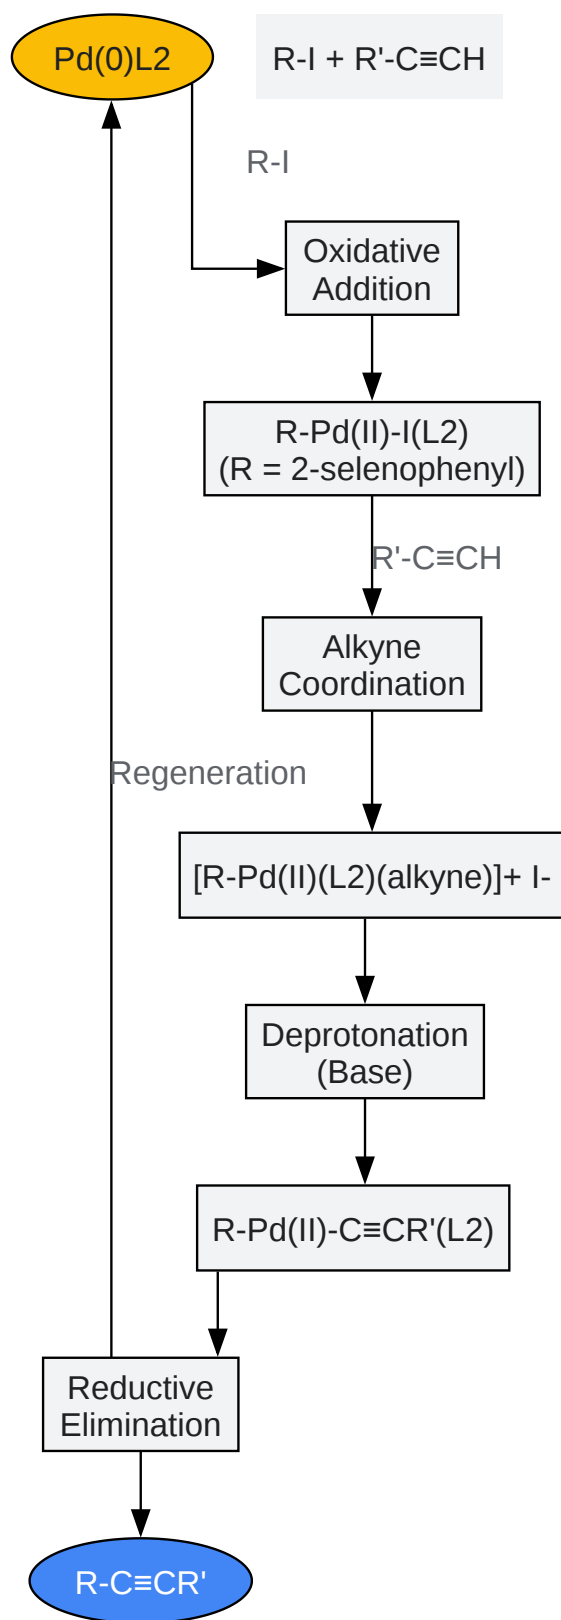 Pd(0)L2
R-I + R'-C≡CH
R-I
Oxidative
Addition
R-Pd(II)-I(L2)
(R = 2-selenophenyl)
R'-C≡CH
Alkyne
Coordination
Regeneration
[R-Pd(II)(L2)(alkyne)]+ I-
Deprotonation
(Base)
R-Pd(II)-C≡CR'(L2)
Reductive
Elimination
R-C≡CR'